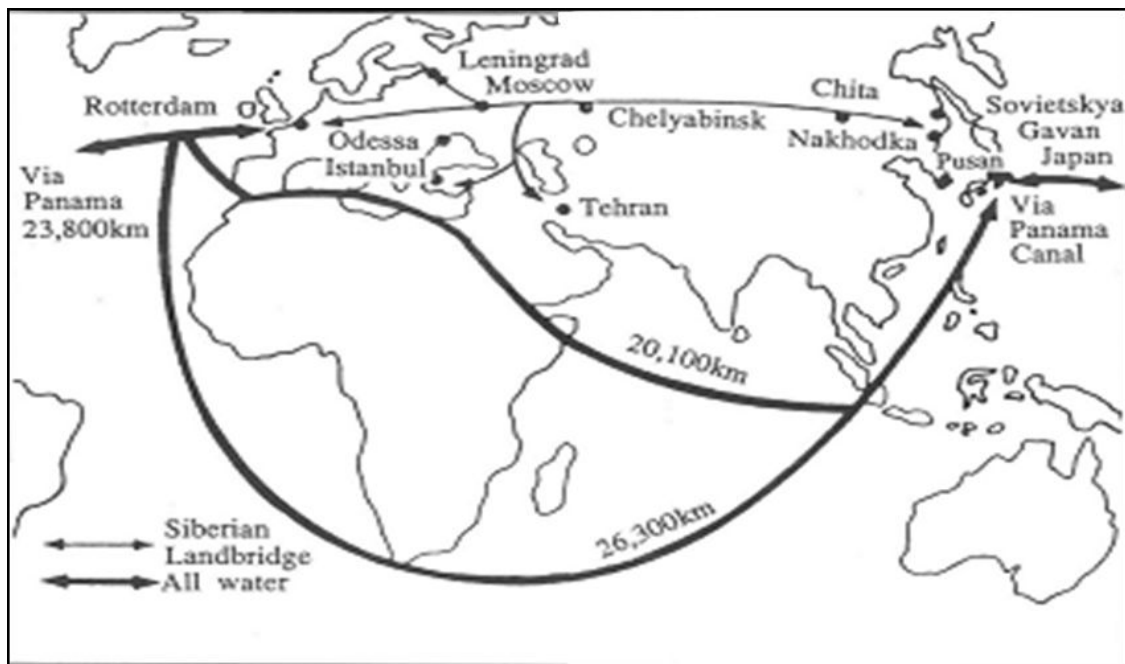 Leningrad
Moscow
Rotterdam
Chita
Sovietskya
Gavan
Japan
Chelyabinsk
Nakhodka
Odessa
Istanbul
Pusan
Via
Panama
23,800km
Tehran
Via
Panama
Canal
20,100km
26,300km
Siberian
Landbridge
All water